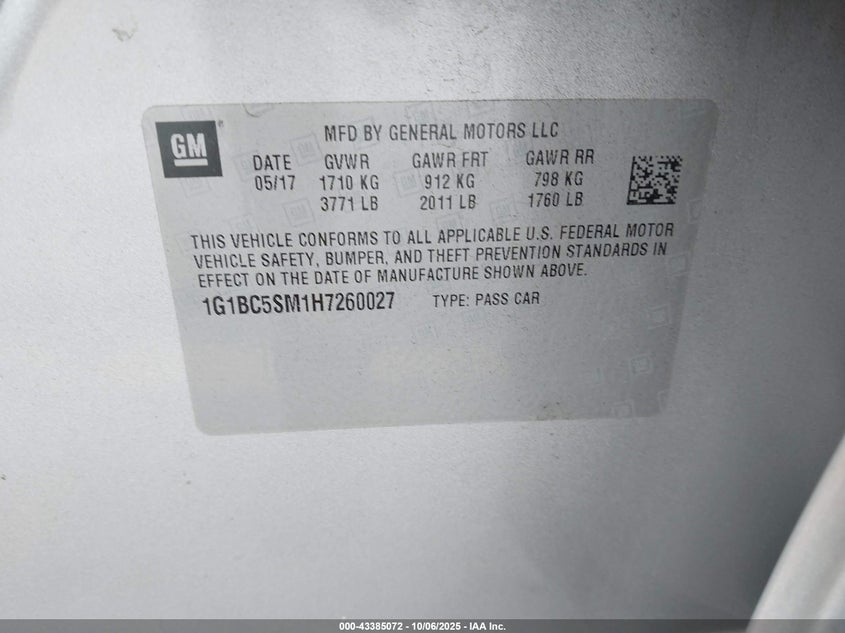 GM
MFD BY GENERAL MOTORS LLC
DATE GVWR GAWR FRT GAWR RR
05/17 1710 KG 912 KG 798 KG
3771 LB 2011 LB 1760 LB
THIS VEHICLE CONFORMS TO ALL APPLICABLE U.S. FEDERAL MOTOR
VEHICLE SAFETY, BUMPER, AND THEFT PREVENTION STANDARDS IN
EFFECT ON THE DATE OF MANUFACTURE SHOWN ABOVE.
1G1BC5SM1H7260027 TYPE: PASS CAR
000-43385072 - 10/06/2025 - IAA Inc.